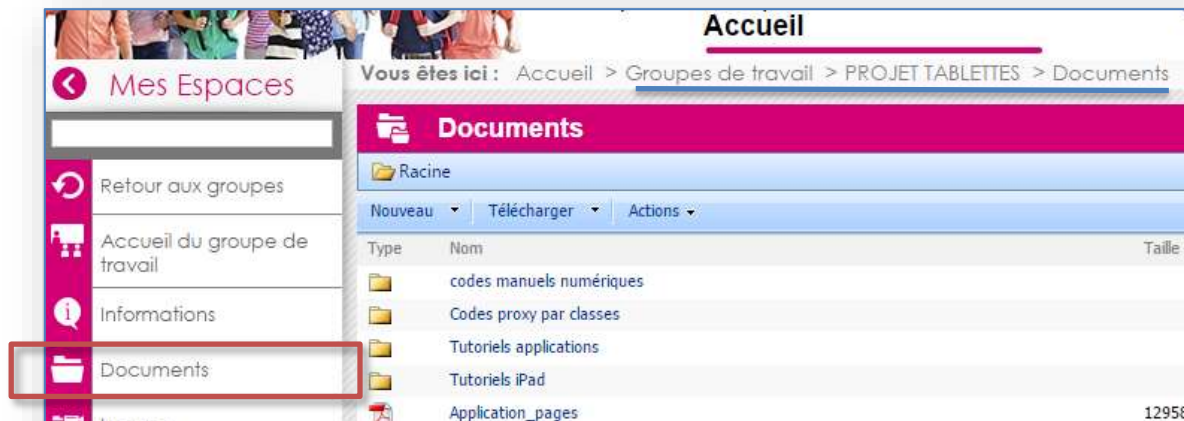 Accueil
Mes Espaces
Vous êtes ici : Accueil > Groupes de travail > PROJET TABLETTES > Documents
Documents
Racine
Retour aux groupes
Nouveau Télécharger Actions
Accueil du groupe de
travail
Type Nom Taille
codes manuels numériques
Informations
Codes proxy par classes
Tutoriels applications
Documents
Tutoriels iPad
Application_pages 12958